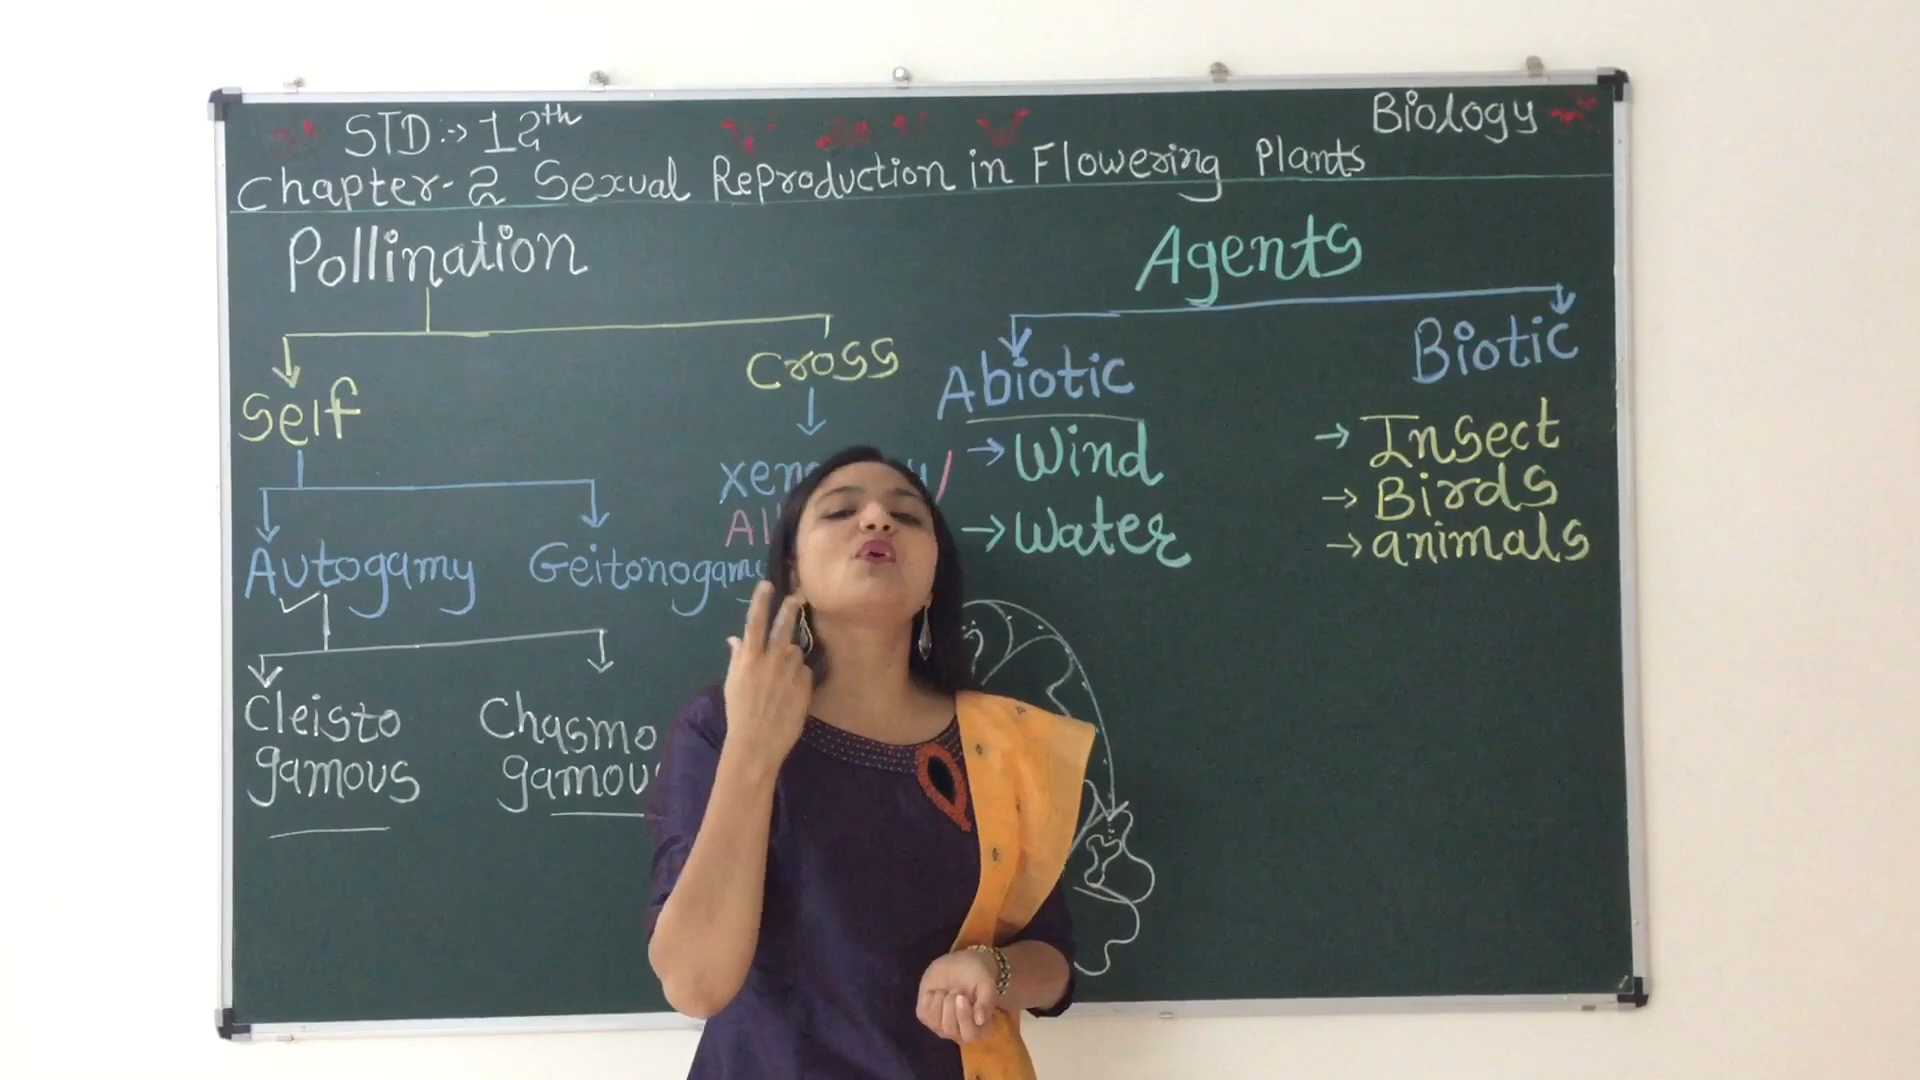 STD:-> 12th
Biology
Chapter-2 Sexual Reproduction in Flowering Plants
Pollination
Self
Cross
Autogamy
Geitonogamy
Cleisto
gamous
Chasmo
Agents
Abiotic
Biotic
→ Wind
→ Water
→ Insect
→ Birds
→ animals